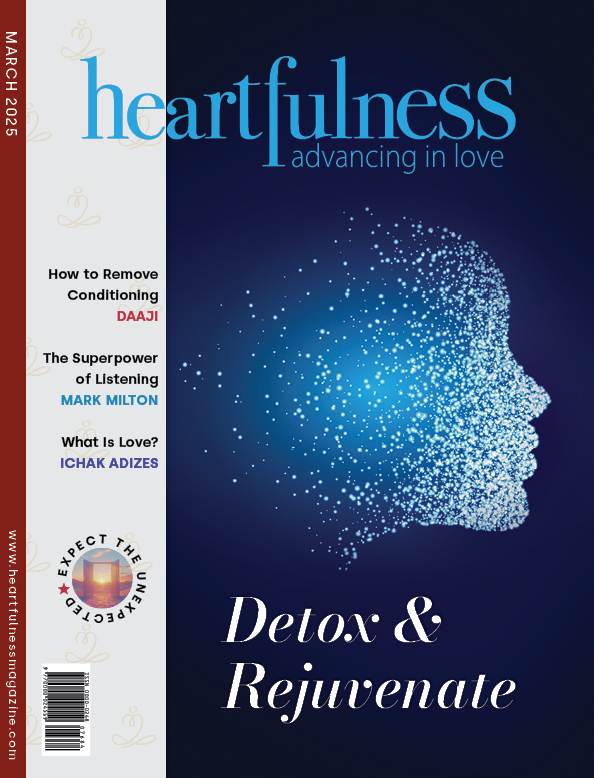 MARCH 2025
heartfulness
advancing in love
How to Remove
Conditioning
DAAJI
The Superpower
of Listening
MARK MILTON
What Is Love?
ICHAK ADIZES
EXPECT THE UNEXPECTED
Detox &
Rejuvenate
www.heartfulnessmagazine.com